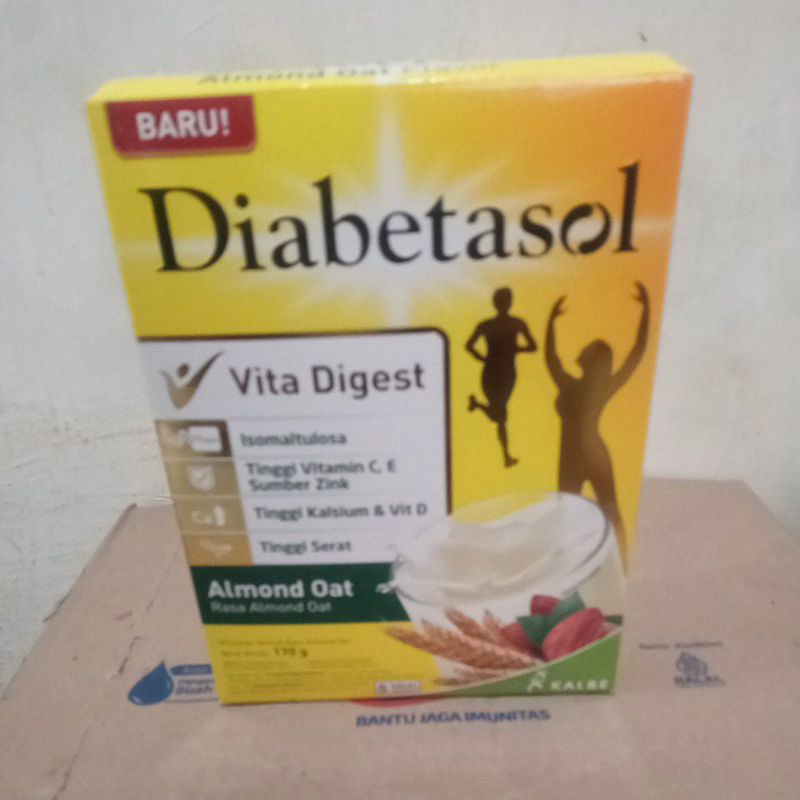 Almond Oat
BARU!
Diabetasol
Vita Digest
Isomaltulosa
Tinggi Vitamin C, E
Sumber Zink
Tinggi Kalsium & Vit D
Tinggi Serat
Almond Oat
Rasa Almond Oat
175 g
KALBE
Buah
BANTU JAGA IMUNITAS